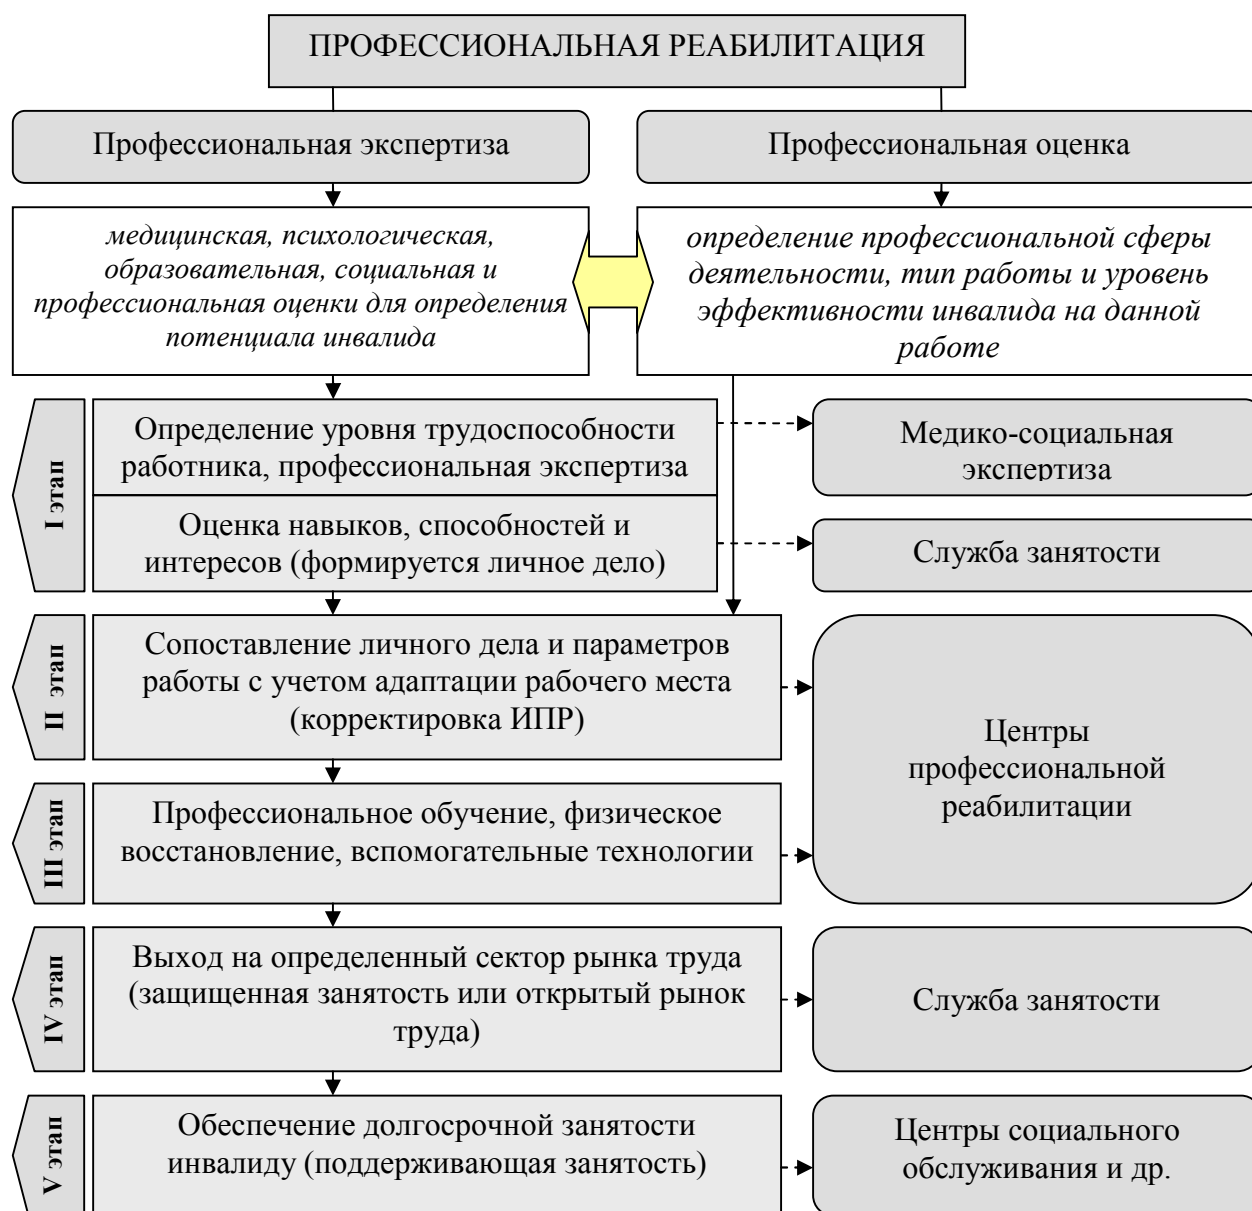 ПРОФЕССИОНАЛЬНАЯ РЕАБИЛИТАЦИЯ
Профессиональная экспертиза
Профессиональная оценка
медицинская, психологическая,
образовательная, социальная и
профессиональная оценки для определения
потенциала инвалида
определение профессиональной сферы
деятельности, тип работы и уровень
эффективности инвалида на данной
работе
I этап
Определение уровня трудоспособности
работника, профессиональная экспертиза
Медико-социальная
экспертиза
Оценка навыков, способностей и
интересов (формируется личное дело)
Служба занятости
II этап
Сопоставление личного дела и параметров
работы с учетом адаптации рабочего места
(корректировка ИПР)
Центры
профессиональной
реабилитации
III этап
Профессиональное обучение, физическое
восстановление, вспомогательные технологии
IV этап
Выход на определенный сектор рынка труда
(защищенная занятость или открытый рынок
труда)
Служба занятости
V этап
Обеспечение долгосрочной занятости
инвалиду (поддерживающая занятость)
Центры социального
обслуживания и др.